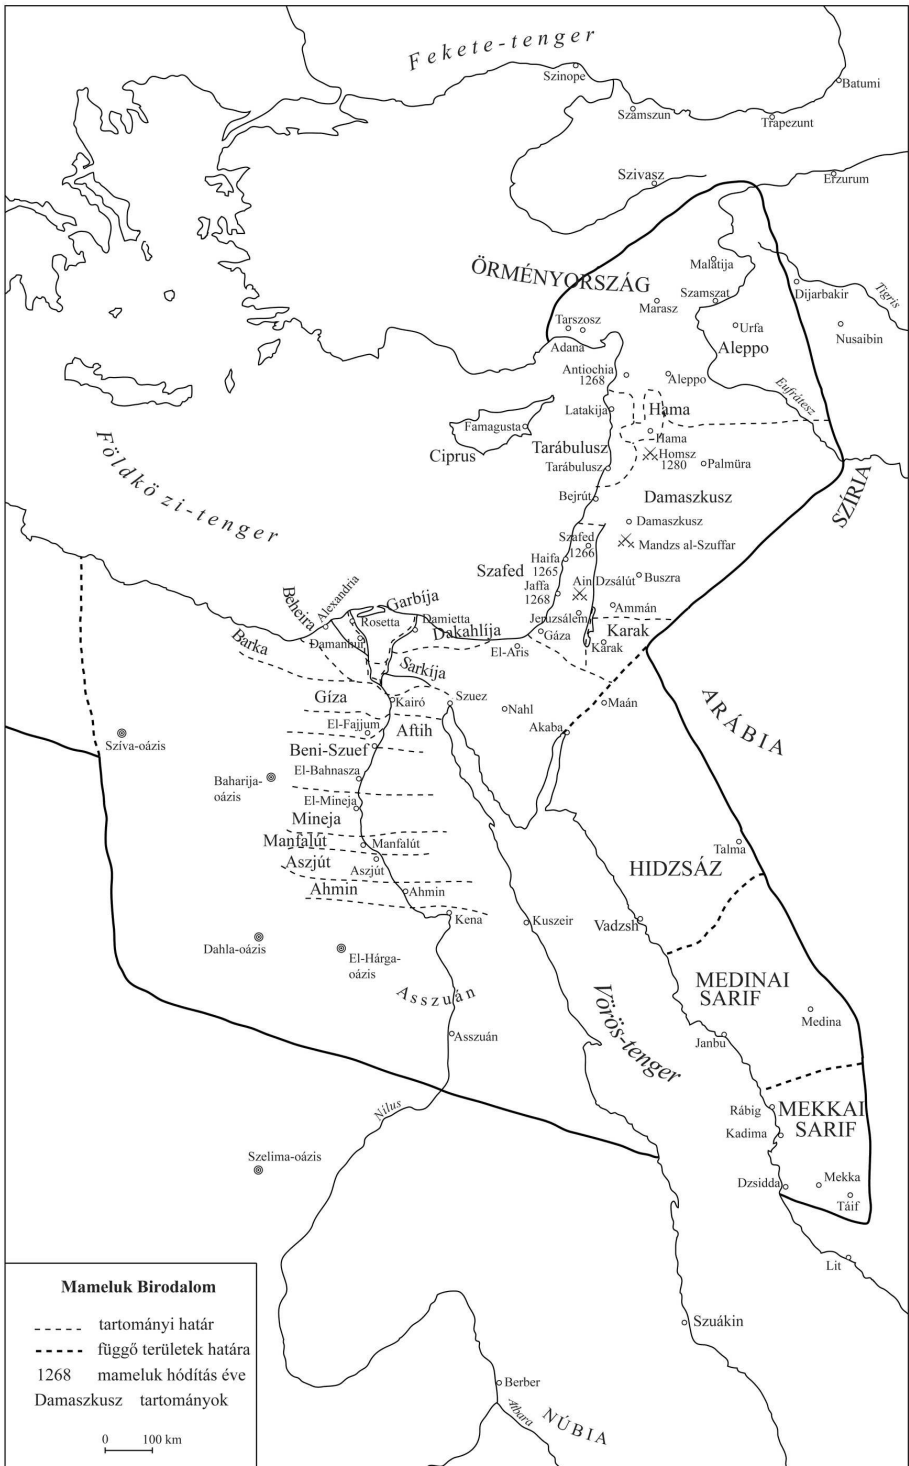 Fekete-tenger
Szinope
Batumi
Számszun
Trapezunt
Szivasz
Erzurum
ÖRMÉNYORSZÁG
Malátija
Marasz
Szamszat
Dijarbakir
Tigris
Tarszosz
Adana
Urfa
Nusaibin
Aleppo
Antiochia
1268
Aleppo
Eufrátesz
Latakija
Hama
Famagusta
Ciprus
Hama
Tarábulusz
Homsz
1280
Palmüra
Tarábulusz
Földközi-tenger
Bejrút
Damaszkusz
SZÍRIA
Damaszkusz
Szafed
1266
Mandzs al-Szuffar
Haifa
1265
Szafed
Ain Dzsálút
Buszra
Jaffa
1268
Ammán
Jeruzsálem
Karak
Gáza
Karak
Beheira
Alexandria
Garbíja
Rosetta
Damietta
Dakahlíja
Damanhúr
Barka
El-Aris
Sarkíja
Gíza
Kairó
Szuez
Nahl
Maán
ARÁBIA
El-Fajjum
Aftih
Akaba
Szíva-oázis
Beni-Szuef
El-Bahnasza
Baharija-
oázis
El-Mineja
Mineja
Manfalút
Manfalút
Talma
Aszjút
Aszjút
HIDZSÁZ
Ahmin
Ahmin
Kena
Kuszeir
Vadzsh
Dahla-oázis
El-Hárga-
oázis
Asszuán
MEDINAI
SARIF
Medina
Vörös-tenger
Asszuán
Janbu
Nílus
Rábig
MEKKAI
SARIF
Kadima
Szelima-oázis
Dzsidda
Mekka
Táif
Lit
Mameluk Birodalom
tartományi határ
függő területek határa
1268 mameluk hódítás éve
Damaszkusz tartományok
0 100 km
Szuákin
Berber
Atbara
NÚBIA